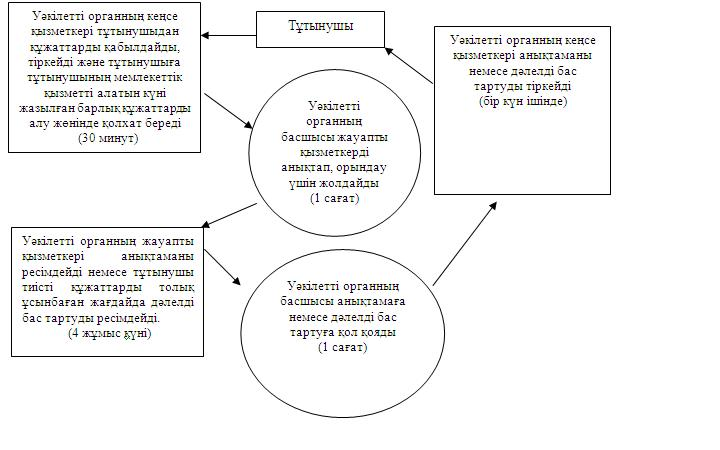 Уәкілетті органның кеңсе
қызметкері тұтынушыдан
құжаттарды қабылдайды,
тіркейді және тұтынушыға
тұтынушының мемлекеттік
қызметті алатын күні
жазылған барлық құжаттарды
алу жөнінде қолхат береді
(30 минут)
Тұтынушы
Уәкілетті органның кеңсе
қызметкері анықтаманы
немесе дәлелді бас
тартуды тіркейді
(бір күн ішінде)
Уәкілетті
органның
басшысы жауапты
қызметкерді
анықтап, орындау
үшін жолдайды
(1 сағат)
Уәкілетті органның жауапты
қызметкері анықтаманы
ресімдейді немесе тұтынушы
тиісті құжаттарды толық
ұсынбаған жағдайда дәлелді
бас тартуды ресімдейді.
(4 жұмыс күні)
Уәкілетті органның
басшысы анықтамаға
немесе дәлелді бас
тартуға қол қояды
(1 сағат)